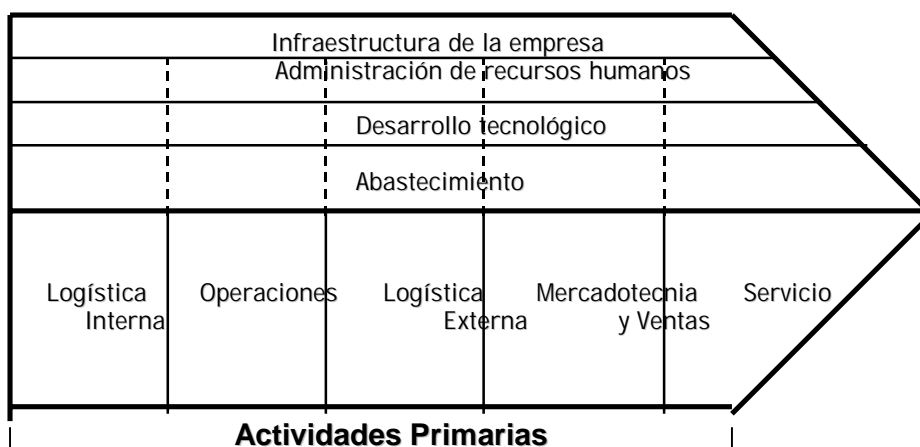 Infraestructura de la empresa
Administración de recursos humanos
Desarrollo tecnológico
Abastecimiento
Logística
Interna
Operaciones
Logística
Externa
Mercadotecnia
y Ventas
Servicio
Actividades Primarias